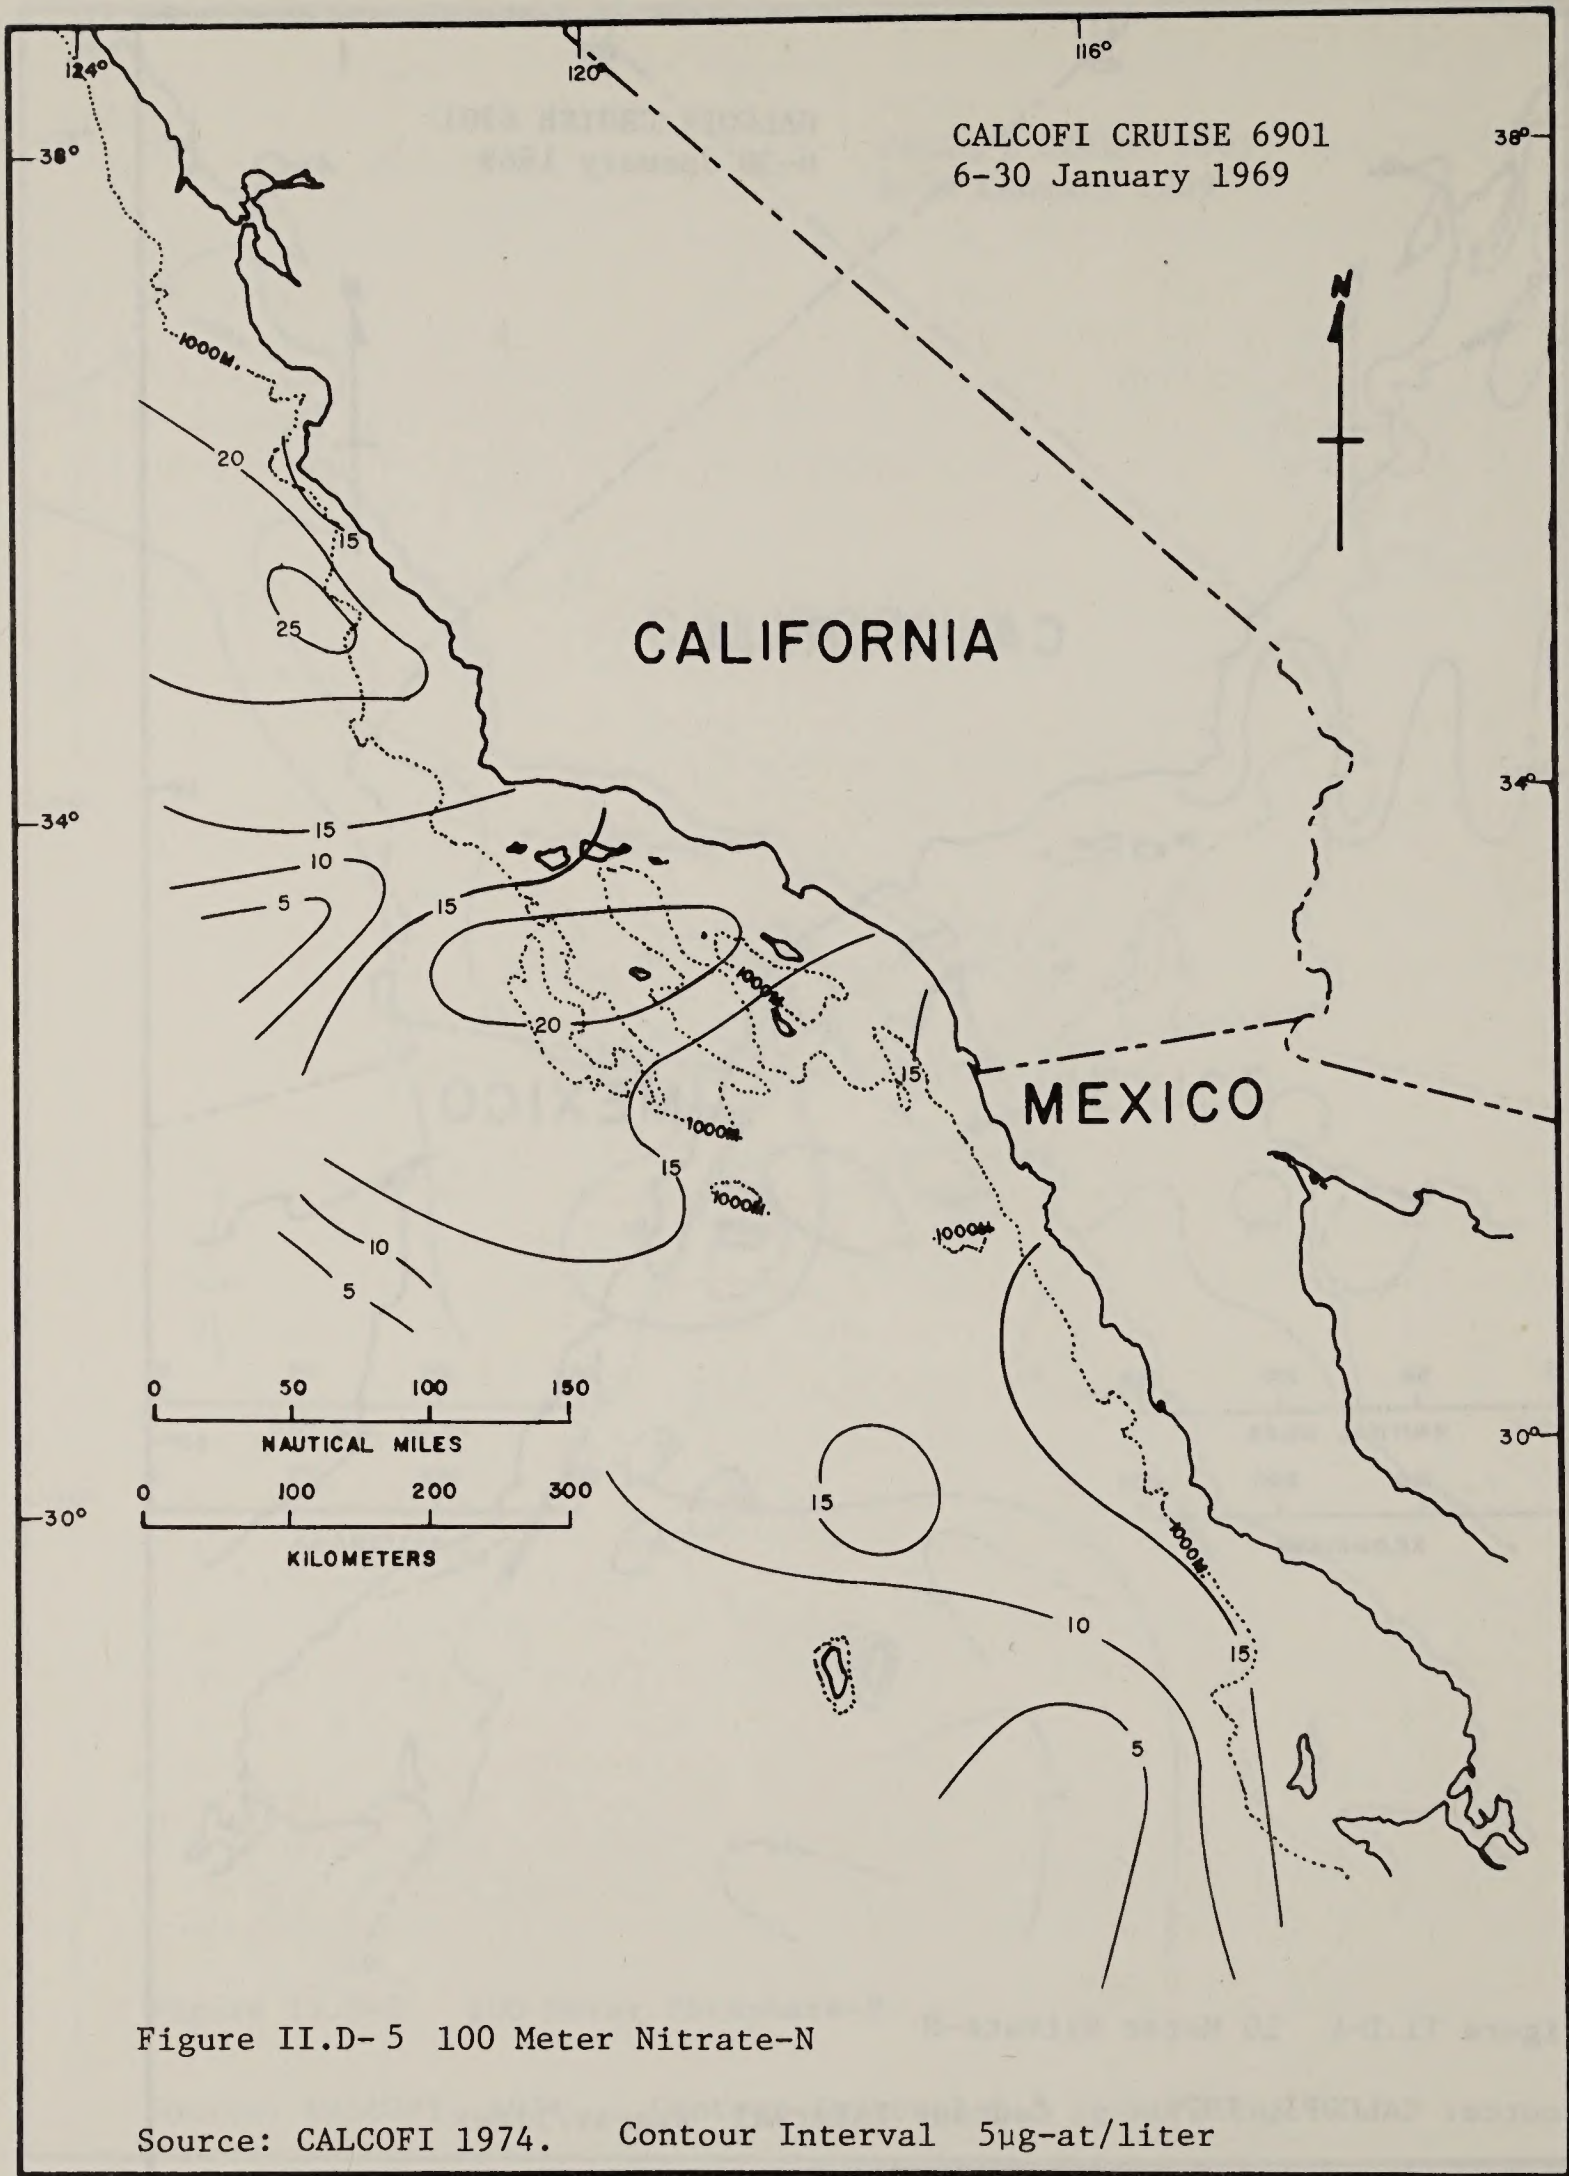 124°
120°
116°
CALCOFI CRUISE 6901
6-30 January 1969
38°
38°
N
1000M.
20
15
25
CALIFORNIA
34°
34°
15
10
5
15
1000M.
20
15
MEXICO
1000M.
15
1000M.
1000M
10
5
0 50 100 150
NAUTICAL MILES
30°
0 100 200 300
KILOMETERS
30°
15
1000M.
10
15
5
Figure II.D-5 100 Meter Nitrate-N
Source: CALCOFI 1974. Contour Interval 5µg-at/liter